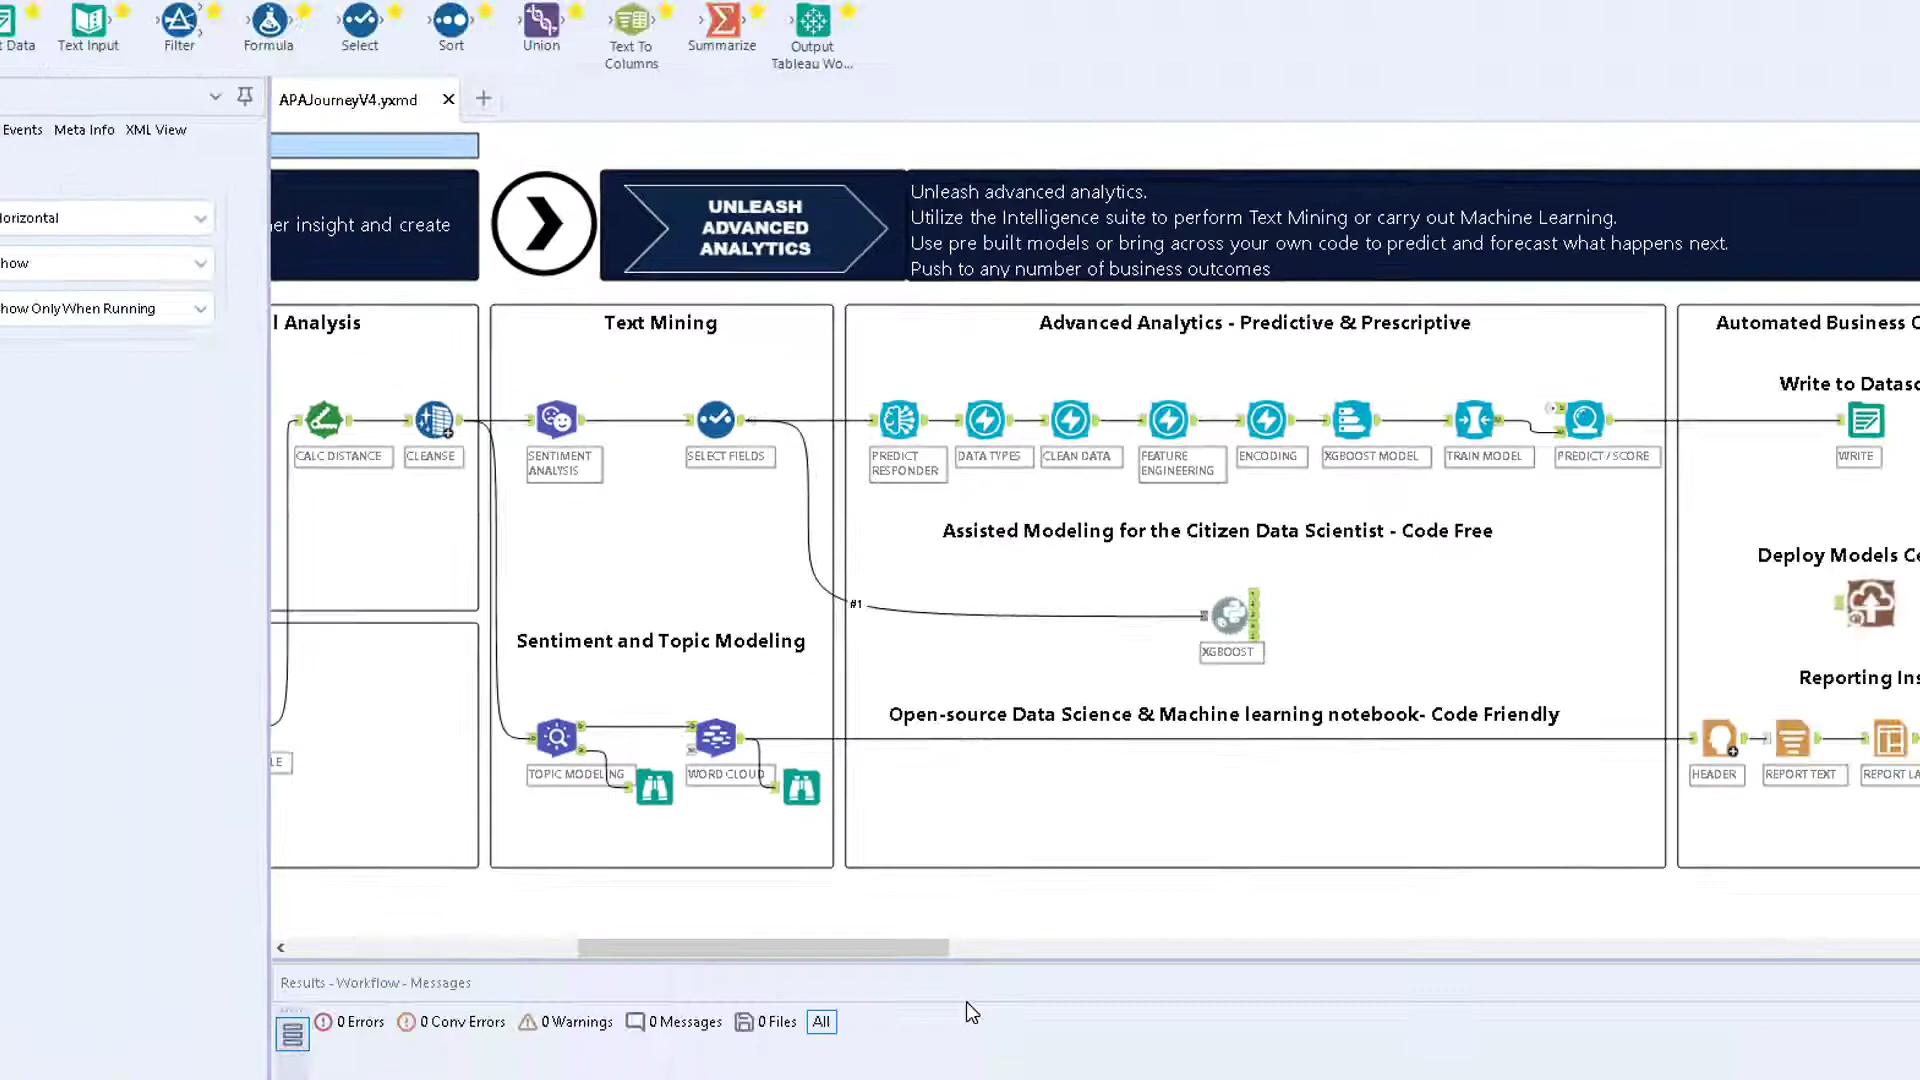 t Data
Text Input
Filter
Formula
Select
Sort
Union
Text To
Columns
Summarize
Output
Tableau Wo...
APAJourneyV4.yxmd
Events Meta Info XML View
Horizontal
how
how Only When Running
er insight and create
UNLEASH
ADVANCED
ANALYTICS
Unleash advanced analytics.
Utilize the Intelligence suite to perform Text Mining or carry out Machine Learning.
Use pre built models or bring across your own code to predict and forecast what happens next.
Push to any number of business outcomes
l Analysis
CALC DISTANCE
CLEANSE
LE
Text Mining
SENTIMENT
ANALYSIS
SELECT FIELDS
Sentiment and Topic Modeling
TOPIC MODELING
WORD CLOUD
Advanced Analytics - Predictive & Prescriptive
PREDICT
RESPONDER
DATA TYPES
CLEAN DATA
FEATURE
ENGINEERING
ENCODING
XGBOOST MODEL
TRAIN MODEL
PREDICT / SCORE
Assisted Modeling for the Citizen Data Scientist - Code Free
#1
XGBOOST
Open-source Data Science & Machine learning notebook- Code Friendly
Automated Business O
Write to Datasc
WRITE
Deploy Models Ce
Reporting Ins
HEADER
REPORT TEXT
REPORT LA
Results - Workflow - Messages
0 Errors
0 Conv Errors
0 Warnings
0 Messages
0 Files
All